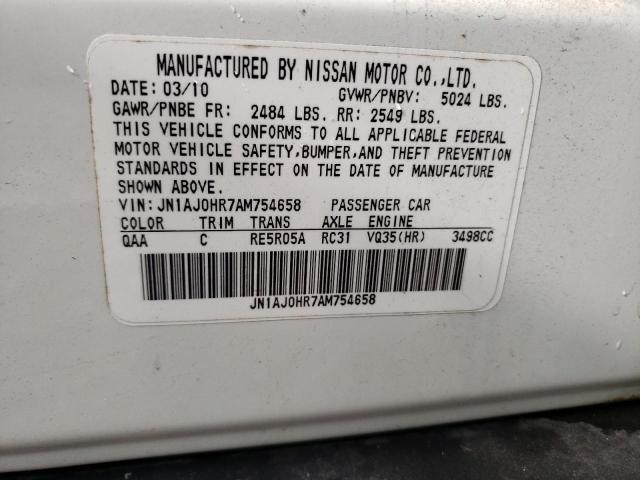 MANUFACTURED BY NISSAN MOTOR CO.,LTD.
DATE: 03/10 GVWR/PNBV: 5024 LBS.
GAWR/PNBE FR: 2484 LBS. RR: 2549 LBS.
THIS VEHICLE CONFORMS TO ALL APPLICABLE FEDERAL
MOTOR VEHICLE SAFETY,BUMPER,AND THEFT PREVENTION
STANDARDS IN EFFECT ON THE DATE OF MANUFACTURE
SHOWN ABOVE.
VIN: JN1AJ0HR7AM754658 PASSENGER CAR
COLOR TRIM TRANS AXLE ENGINE
QAA C RE5R05A RC31 VQ35(HR) 3498CC
JN1AJ0HR7AM754658